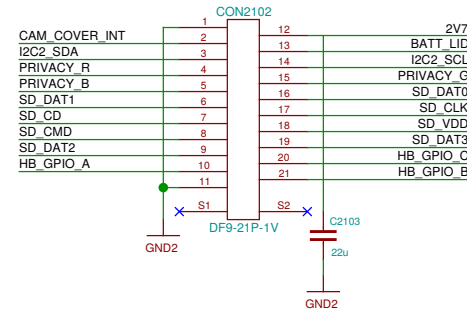 CON2102
1 12 2V7
CAM_COVER_INT 2 13 BATT_LID
I2C2_SDA 3 14 I2C2_SCL
PRIVACY_R 4 15 PRIVACY_G
PRIVACY_B 5 16 SD_DAT0
SD_DAT1 6 17 SD_CLK
SD_CD 7 18 SD_VDD
SD_CMD 8 19 SD_DAT3
SD_DAT2 9 20 HB_GPIO_C
HB_GPIO_A 10 21 HB_GPIO_B
11
S1 S2
DF9-21P-1V
C2103
22u
GND2
GND2